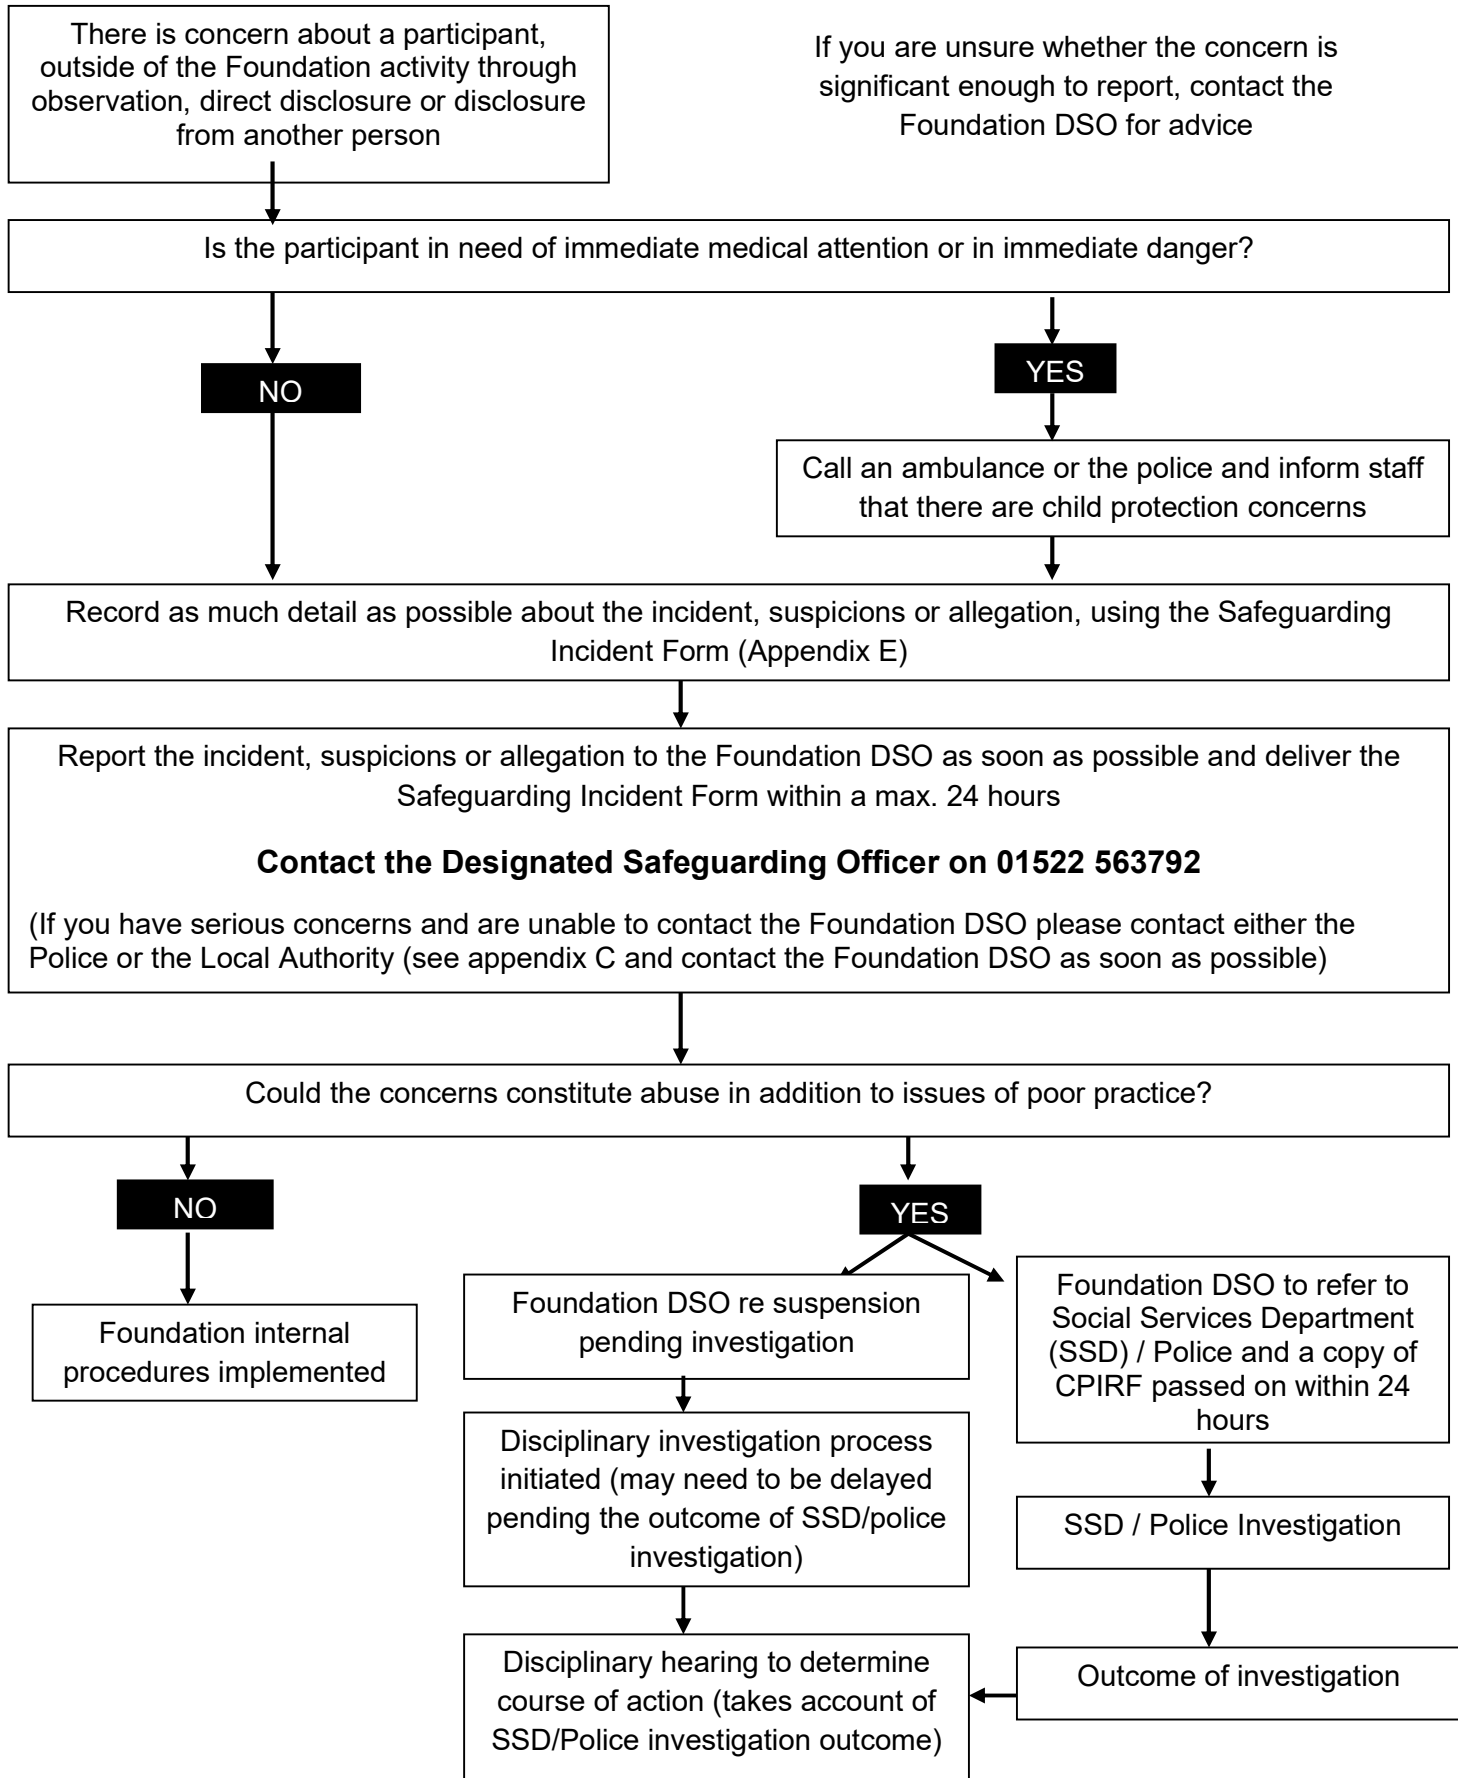 There is concern about a participant,
outside of the Foundation activity through
observation, direct disclosure or disclosure
from another person
If you are unsure whether the concern is
significant enough to report, contact the
Foundation DSO for advice
Is the participant in need of immediate medical attention or in immediate danger?
NO
YES
Call an ambulance or the police and inform staff
that there are child protection concerns
Record as much detail as possible about the incident, suspicions or allegation, using the Safeguarding
Incident Form (Appendix E)
Report the incident, suspicions or allegation to the Foundation DSO as soon as possible and deliver the
Safeguarding Incident Form within a max. 24 hours
Contact the Designated Safeguarding Officer on 01522 563792
(If you have serious concerns and are unable to contact the Foundation DSO please contact either the
Police or the Local Authority (see appendix C and contact the Foundation DSO as soon as possible)
Could the concerns constitute abuse in addition to issues of poor practice?
NO
YES
Foundation internal
procedures implemented
Foundation DSO re suspension
pending investigation
Foundation DSO to refer to
Social Services Department
(SSD) / Police and a copy of
CPIRF passed on within 24
hours
Disciplinary investigation process
initiated (may need to be delayed
pending the outcome of SSD/police
investigation)
SSD / Police Investigation
Disciplinary hearing to determine
course of action (takes account of
SSD/Police investigation outcome)
Outcome of investigation